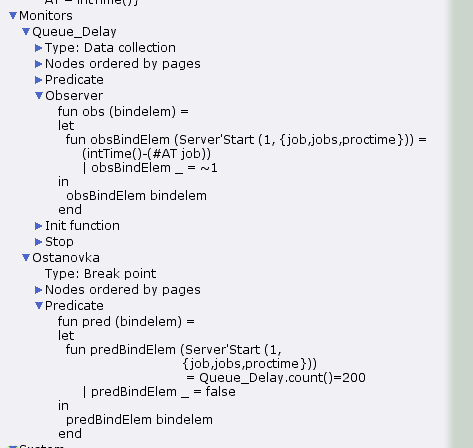 AT = intTime()}
▼Monitors
▼Queue_Delay
▶Type: Data collection
▶Nodes ordered by pages
▶Predicate
▼Observer
fun obs (bindelem) =
let
fun obsBindElem (Server'Start (1, {job,jobs,proctime})) =
(intTime()-(#AT job))
| obsBindElem _ = ~1
in
obsBindElem bindelem
end
▶Init function
▶Stop
▼Ostanovka
Type: Break point
▶Nodes ordered by pages
▼Predicate
fun pred (bindelem) =
let
fun predBindElem (Server'Start (1,
{job,jobs,proctime}))
= Queue_Delay.count()=200
| predBindElem _ = false
in
predBindElem bindelem
end